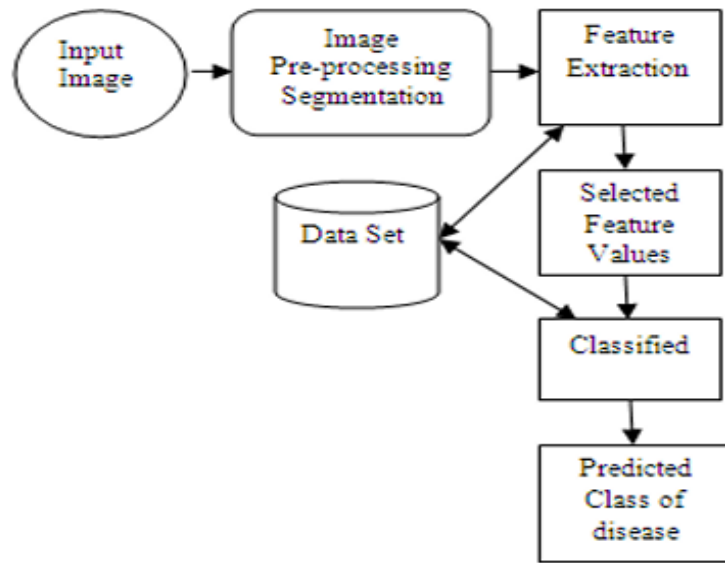 Input
Image
Image
Pre-processing
Segmentation
Feature
Extraction
Data Set
Selected
Feature
Values
Classified
Predicted
Class of
disease